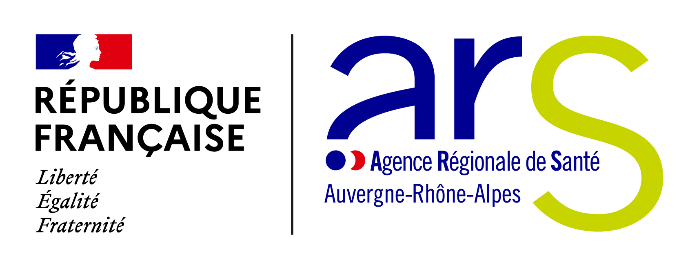 RÉPUBLIQUE
FRANÇAISE
Liberté
Égalité
Fraternité
ars
Agence Régionale de Santé
Auvergne-Rhône-Alpes